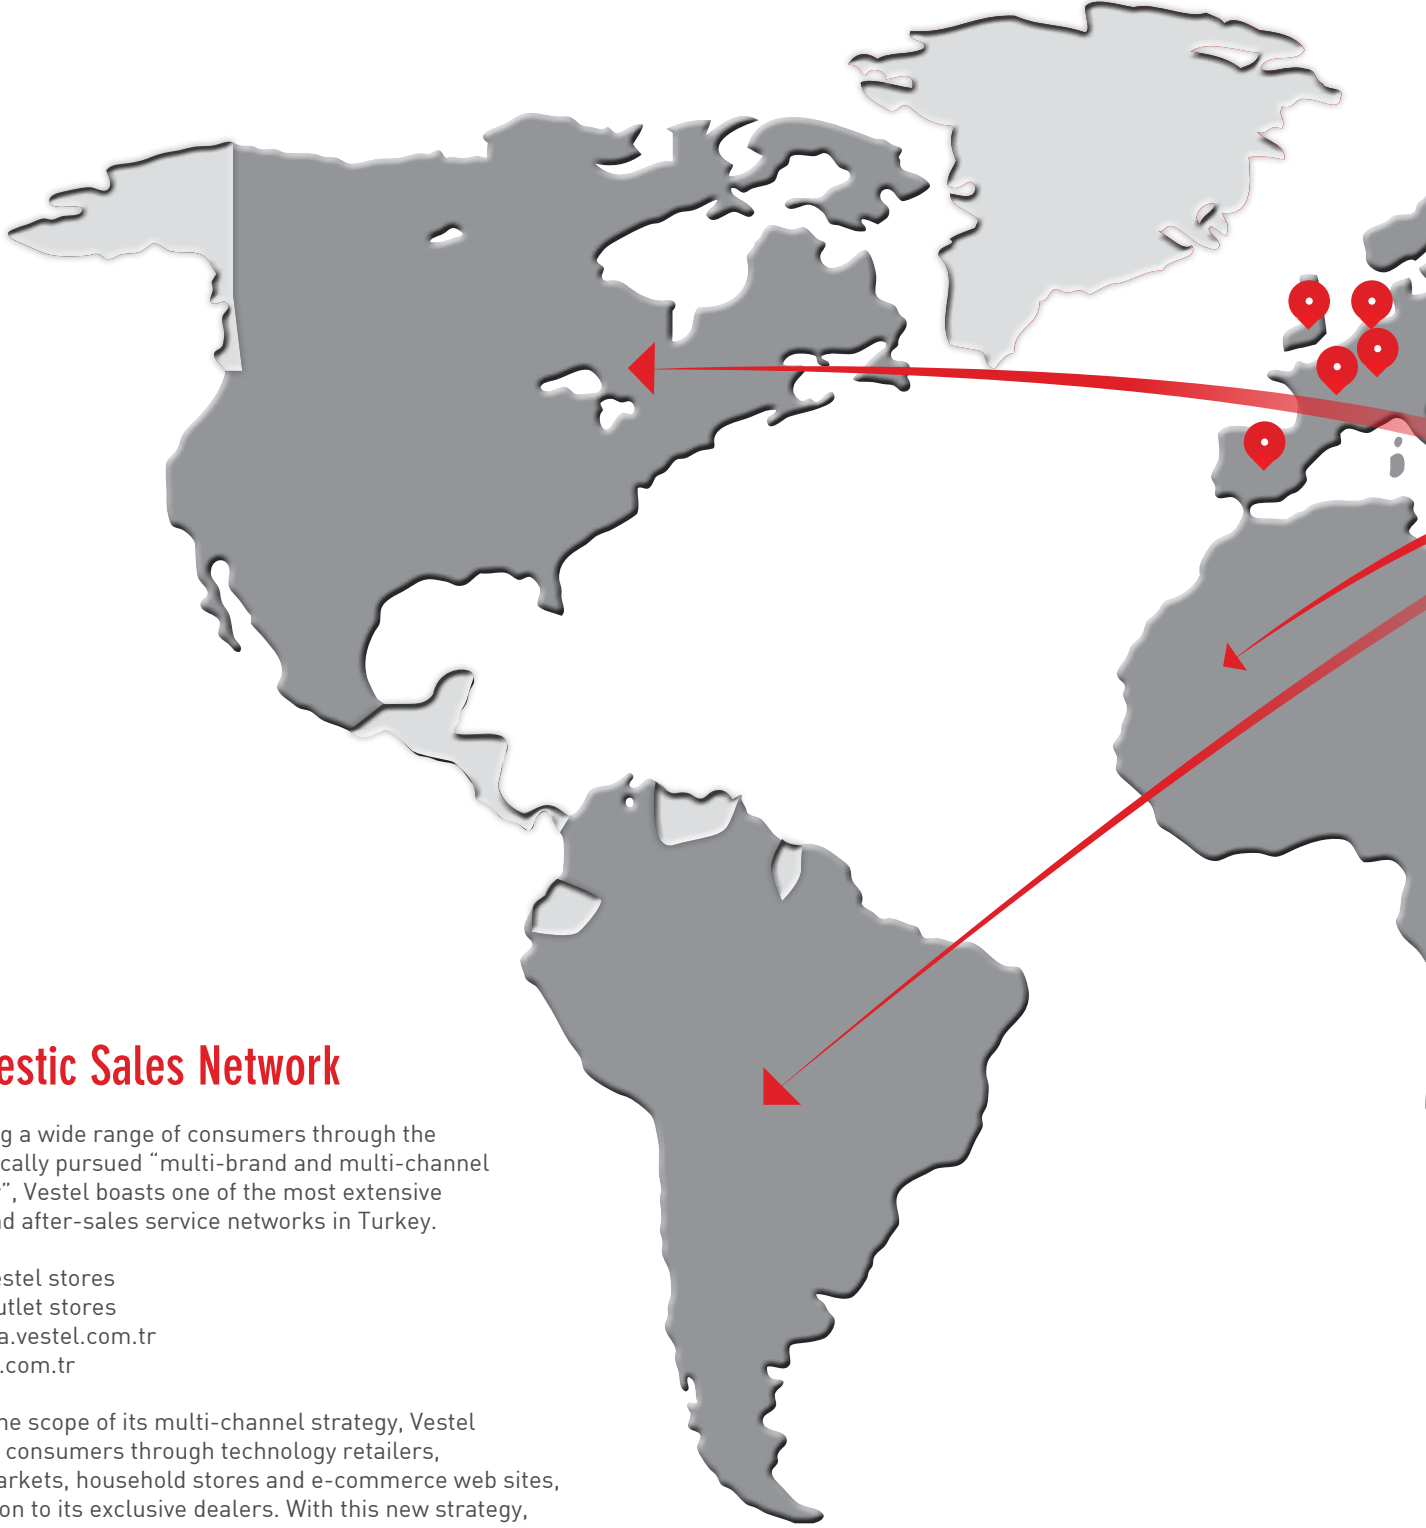 estic Sales Network
g a wide range of consumers through the
cally pursued “multi-brand and multi-channel
”, Vestel boasts one of the most extensive
d after-sales service networks in Turkey.
estel stores
utlet stores
a.vestel.com.tr
.com.tr
he scope of its multi-channel strategy, Vestel
consumers through technology retailers,
arkets, household stores and e-commerce web sites,
on to its exclusive dealers. With this new strategy,